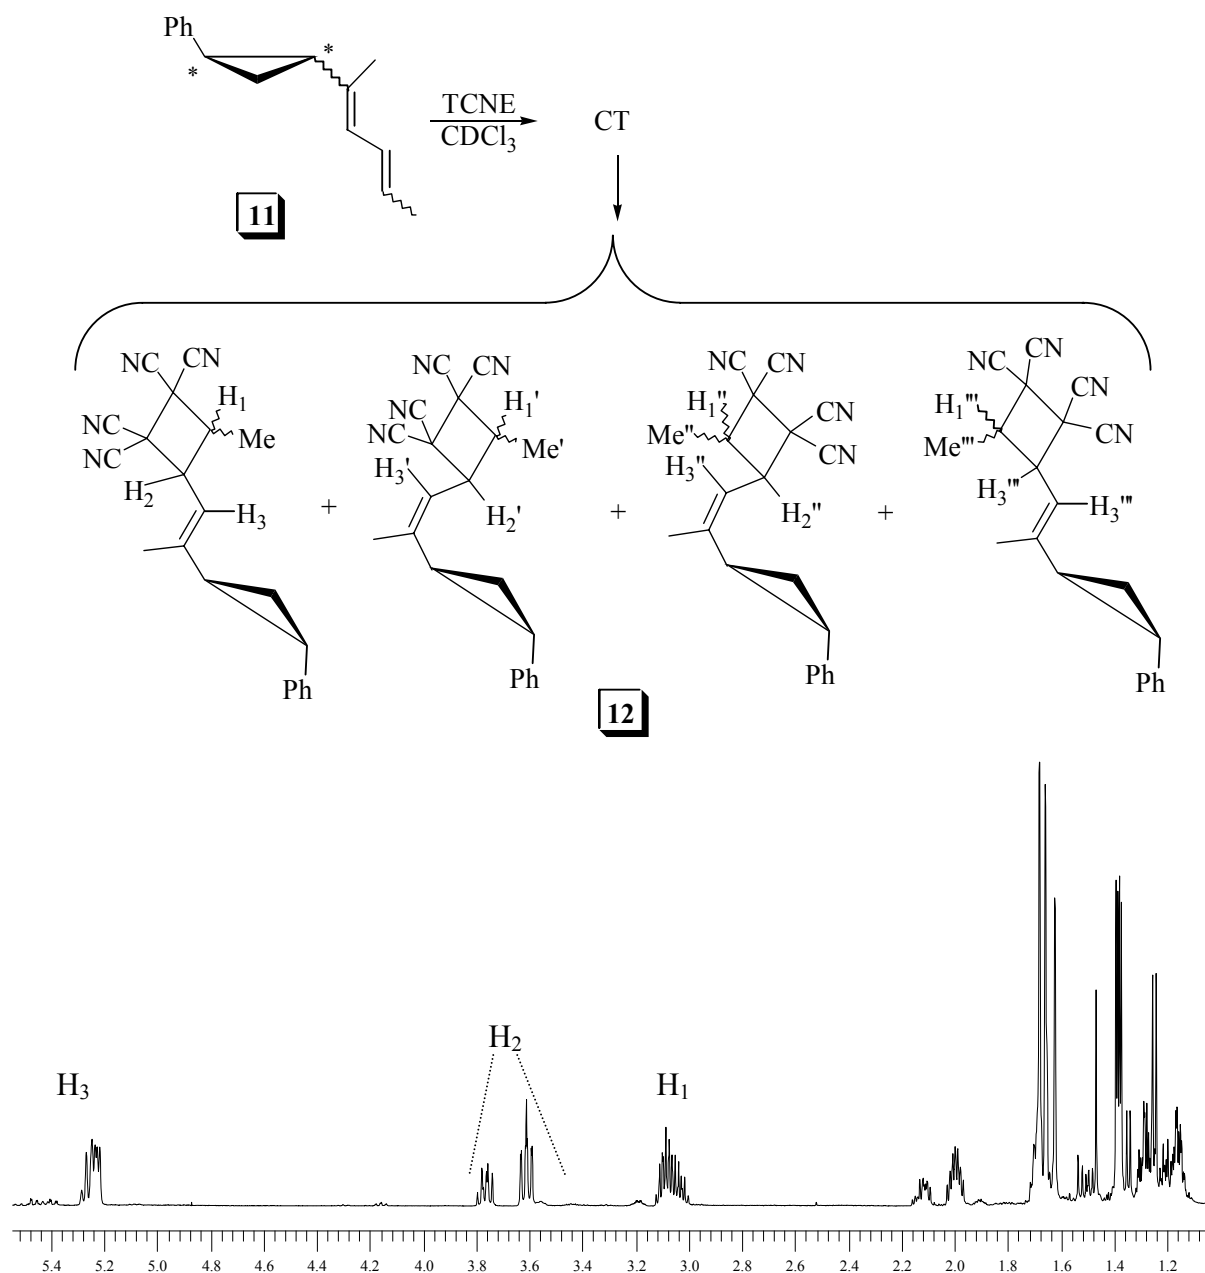 Ph
*
*
TCNE
CDCl3
CT
11
NC CN
NC
NC
H1
Me
H2
H3
+
NC CN
NC
NC
H1'
Me'
H3'
H2'
+
NC CN
H1"
Me"
CN
CN
H3"
H2"
+
NC CN
H1'"
Me'"
CN
CN
H3'"
H3'"
Ph
Ph
Ph
Ph
12
H3
H2
H1
5.4 5.2 5.0 4.8 4.6 4.4 4.2 4.0 3.8 3.6 3.4 3.2 3.0 2.8 2.6 2.4 2.2 2.0 1.8 1.6 1.4 1.2